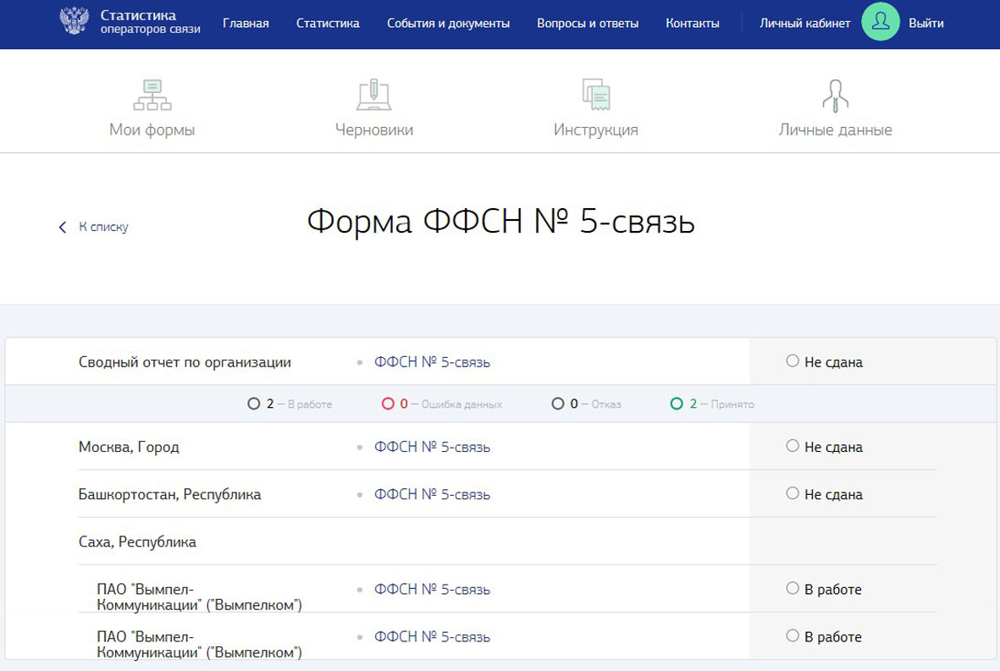 Статистика
операторов связи
Главная
Статистика
События и документы
Вопросы и ответы
Контакты
Личный кабинет
Выйти
Мои формы
Черновики
Инструкция
Личные данные
К списку
Форма ФФСН № 5-связь
Сводный отчет по организации
ФФСН № 5-связь
Не сдана
2 — В работе
0 — Ошибка данных
0 — Отказ
2 — Принято
Москва, Город
ФФСН № 5-связь
Не сдана
Башкортостан, Республика
ФФСН № 5-связь
Не сдана
Саха, Республика
ПАО "Вымпел-
Коммуникации" ("Вымпелком")
ФФСН № 5-связь
В работе
ПАО "Вымпел-
Коммуникации" ("Вымпелком")
ФФСН № 5-связь
В работе